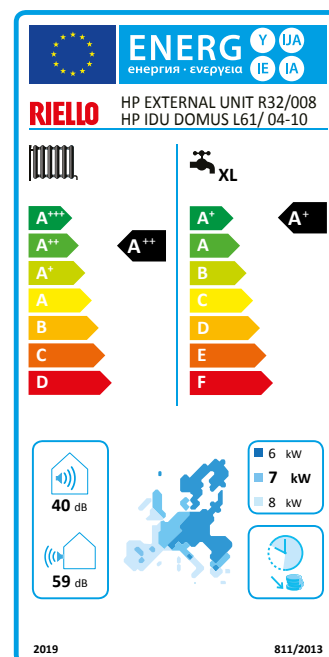 ENERG Y IJA
енергия · ενεργεια IE IA
RIELLO
HP EXTERNAL UNIT R32/008
HP IDU DOMUS L61/ 04-10
XL
A+++
A++
A+
A
B
C
D
A++
A+
A
B
C
D
E
F
A+
40 dB
59 dB
6 kW
7 kW
8 kW
2019
811/2013